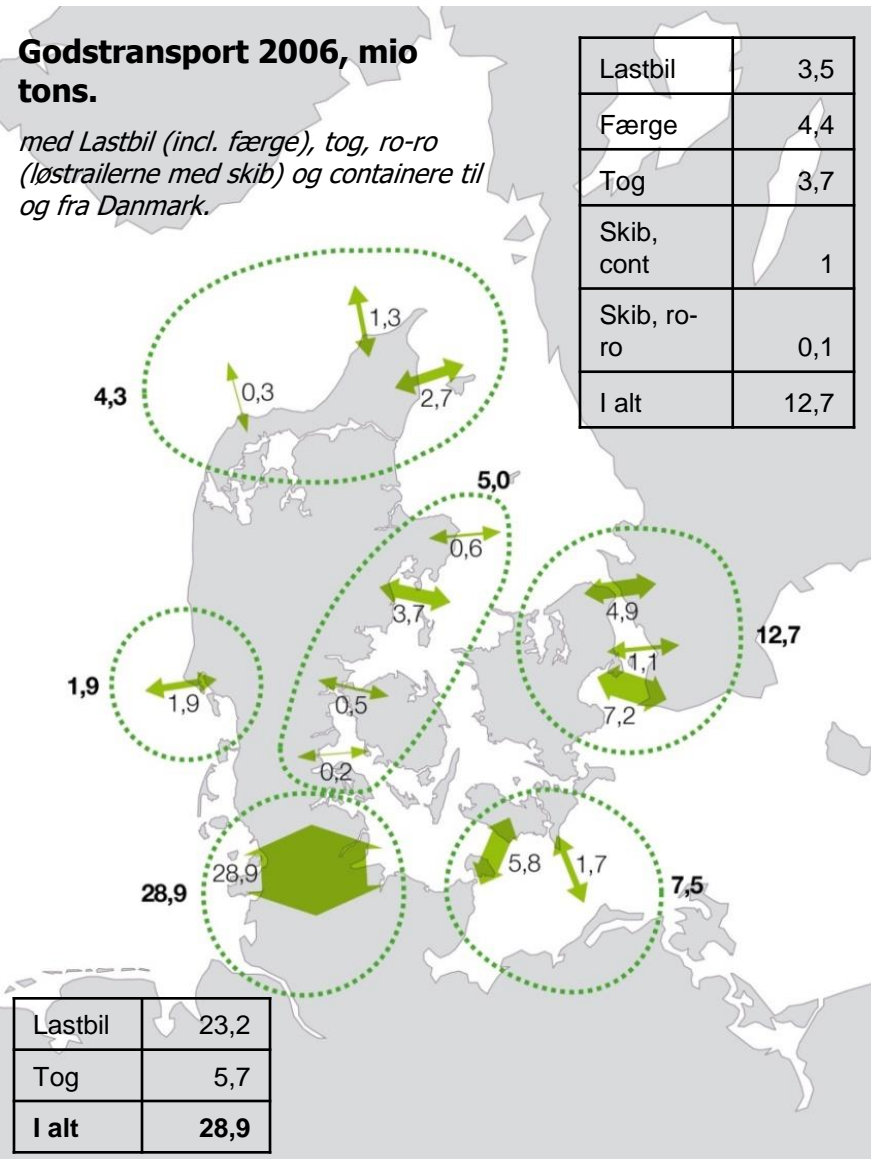 Godstransport 2006, mio
tons.
med Lastbil (incl. færge), tog, ro-ro
(løstrailerne med skib) og containere til
og fra Danmark.
Lastbil 3,5
Færge 4,4
Tog 3,7
Skib,
cont 1
Skib, ro-
ro 0,1
I alt 12,7
1,3
0,3
2,7
4,3
5,0
0,6
3,7
4,9
12,7
1,1
1,9
1,9
0,5
7,2
0,2
28,9
28,9
5,8
1,7
7,5
Lastbil 23,2
Tog 5,7
I alt 28,9